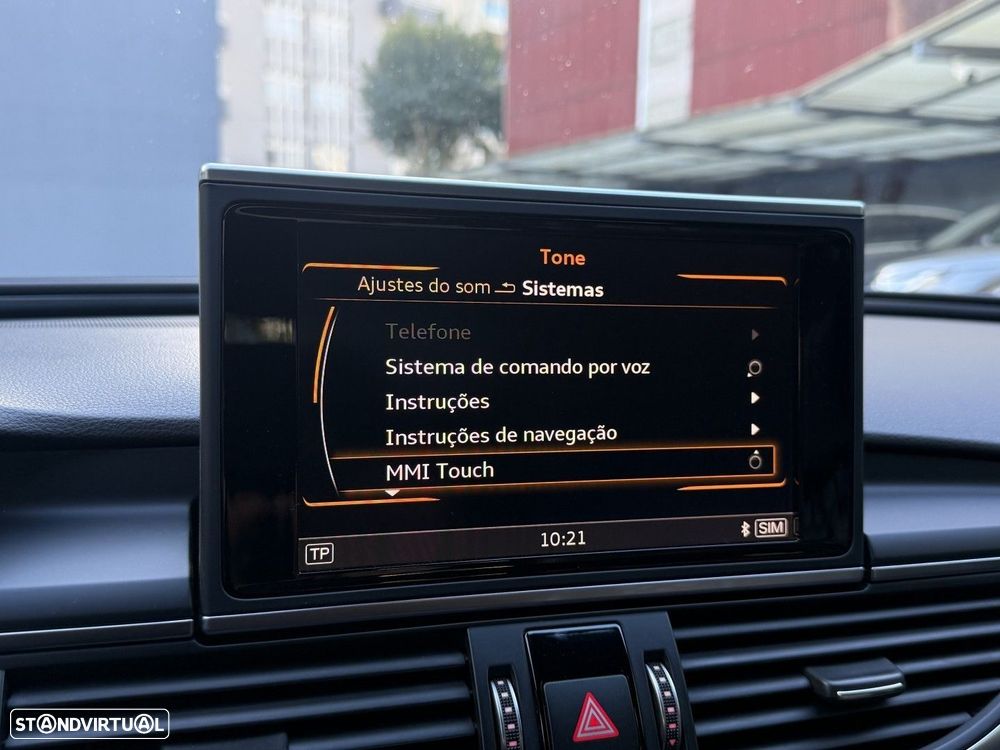 Tone
Ajustes do som Sistemas
Telefone
Sistema de comando por voz
Instruções
Instruções de navegação
MMI Touch
TP 10:21 SIM
STANDVIRTUAL